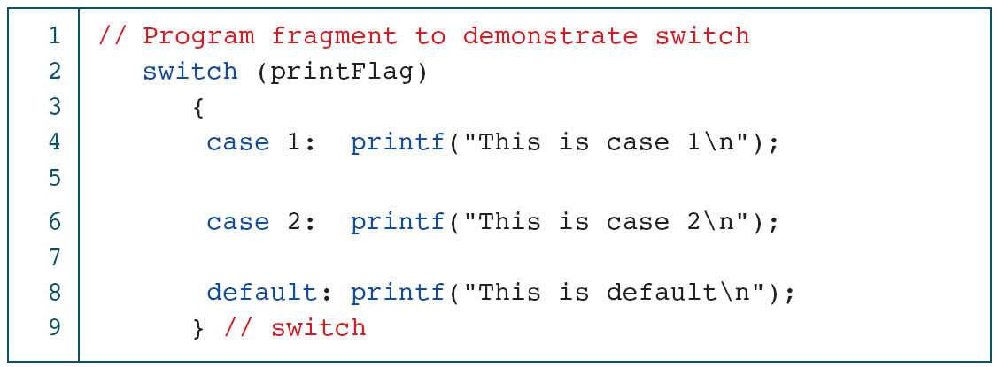 1 // Program fragment to demonstrate switch
2 switch (printFlag)
3 {
4 case 1: printf("This is case 1\n");
5
6 case 2: printf("This is case 2\n");
7
8 default: printf("This is default\n");
9 } // switch